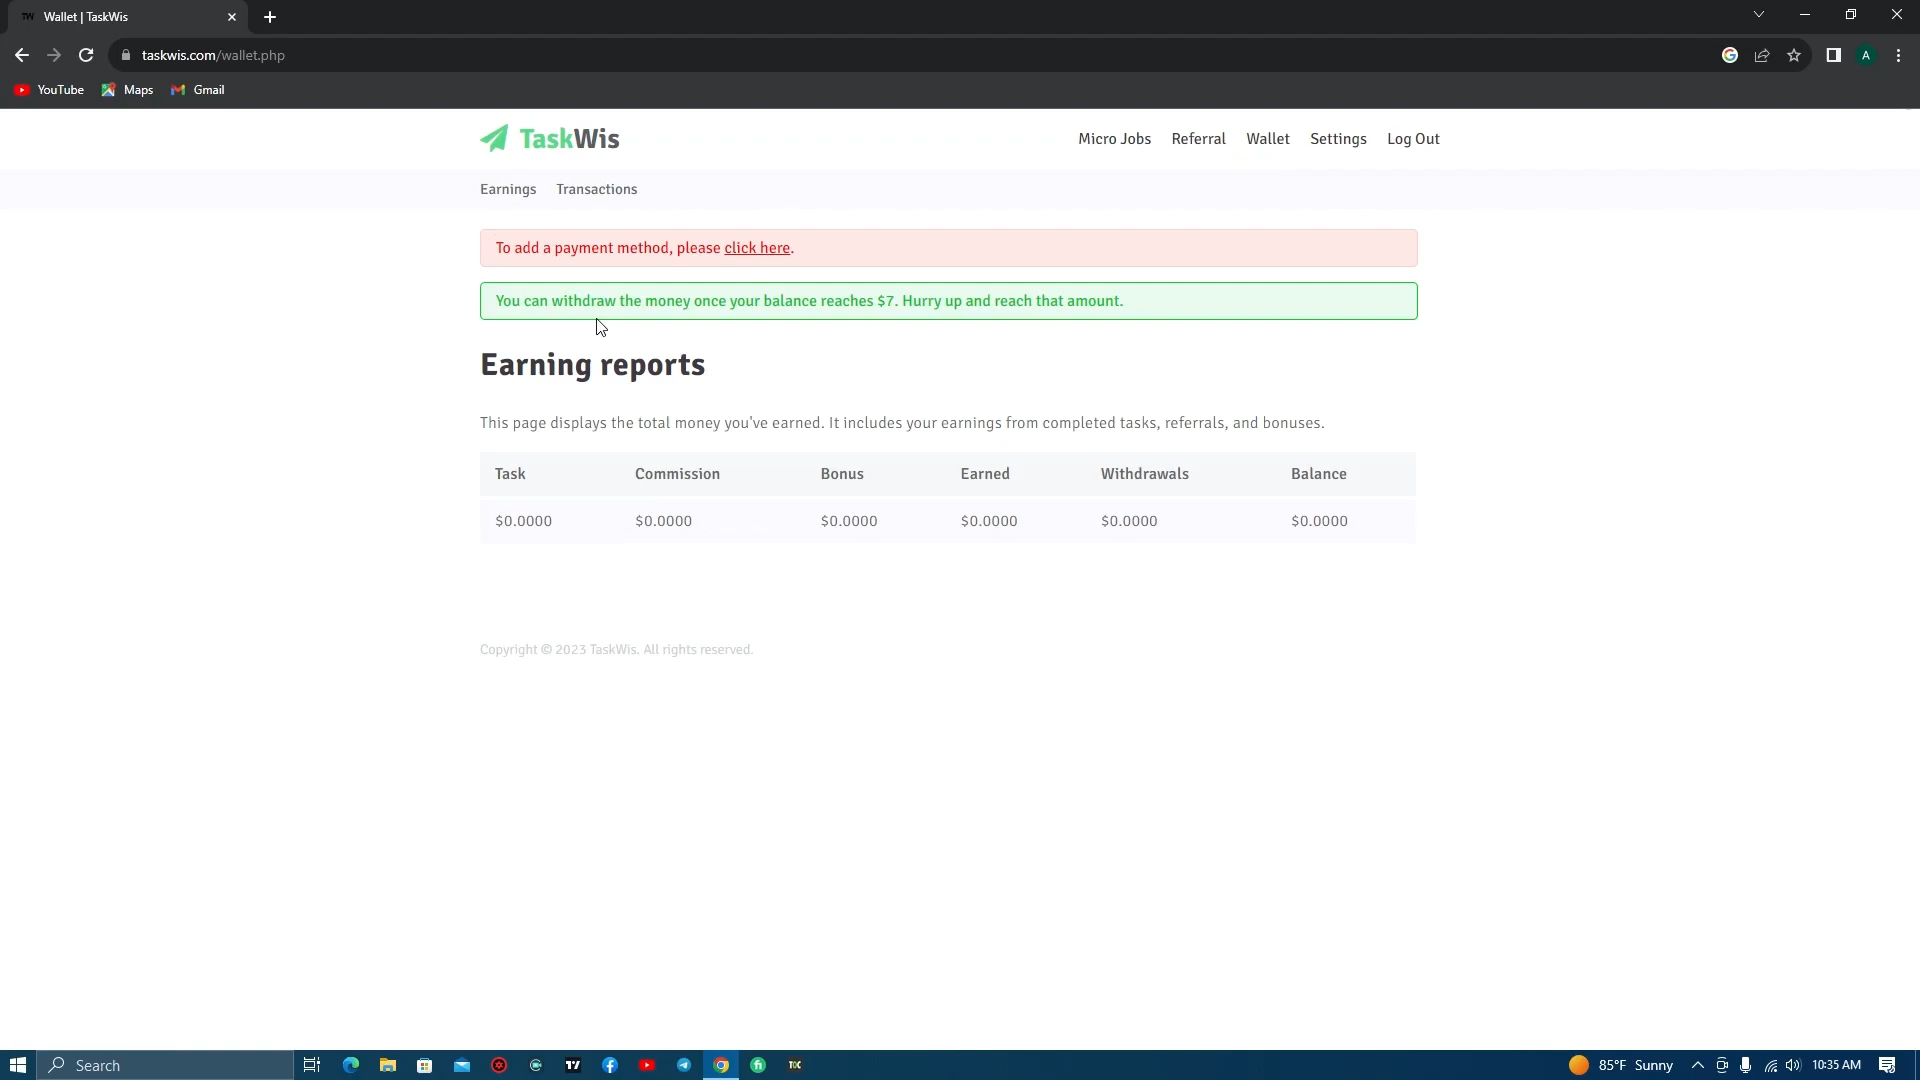 TW Wallet | TaskWis
taskwis.com/wallet.php
A
YouTube Maps Gmail
TaskWis
Micro Jobs Referral Wallet Settings Log Out
Earnings Transactions
To add a payment method, please click here.
You can withdraw the money once your balance reaches $7. Hurry up and reach that amount.
Earning reports
This page displays the total money you've earned. It includes your earnings from completed tasks, referrals, and bonuses.
Task Commission Bonus Earned Withdrawals Balance
$0.0000 $0.0000 $0.0000 $0.0000 $0.0000 $0.0000
Copyright © 2023 TaskWis. All rights reserved.
Search
85°F Sunny
10:35 AM